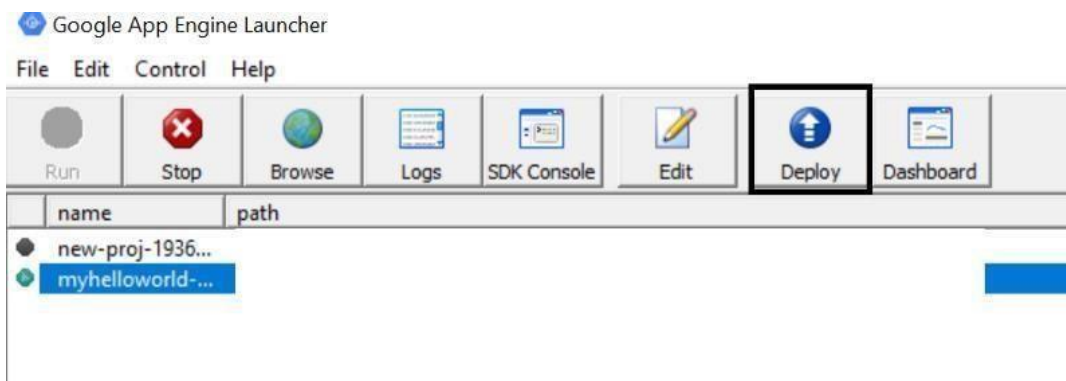 Google App Engine Launcher
File Edit Control Help
Run Stop Browse Logs SDK Console Edit Deploy Dashboard
name path
new-proj-1936...
myhelloworld-...